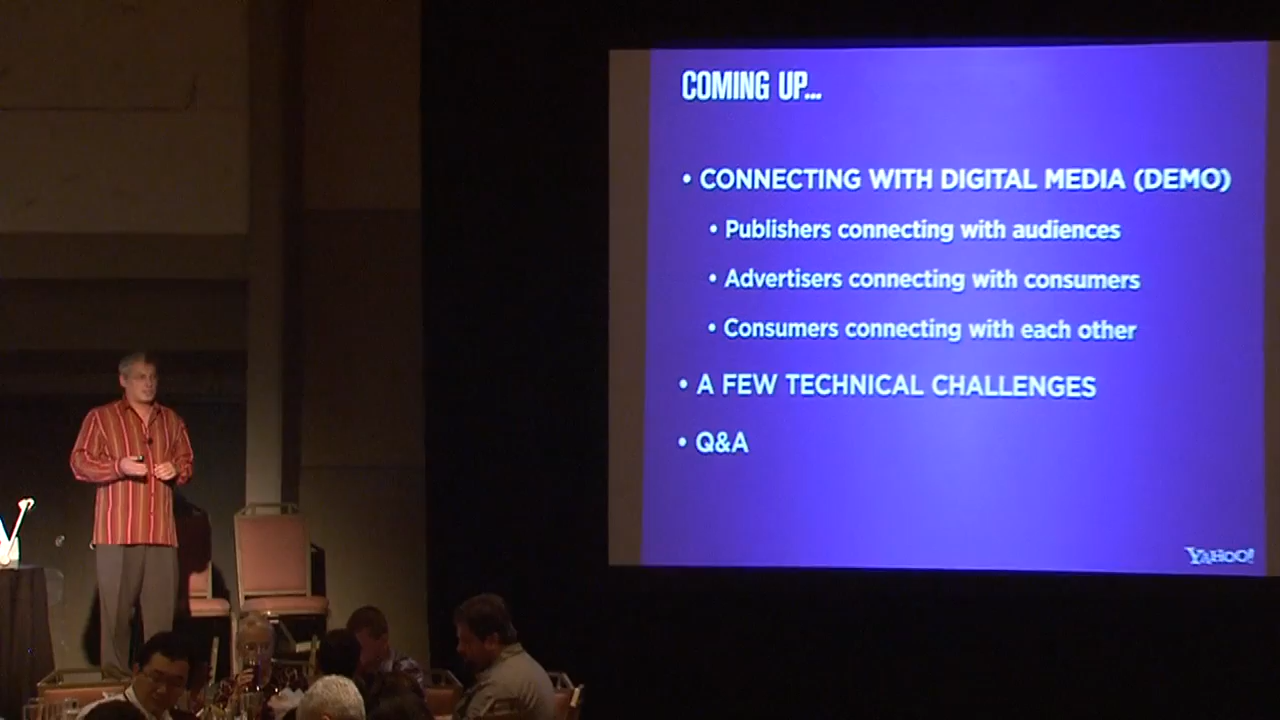 COMING UP...
• CONNECTING WITH DIGITAL MEDIA (DEMO)
• Publishers connecting with audiences
• Advertisers connecting with consumers
• Consumers connecting with each other
• A FEW TECHNICAL CHALLENGES
• Q&A
YAHOO!